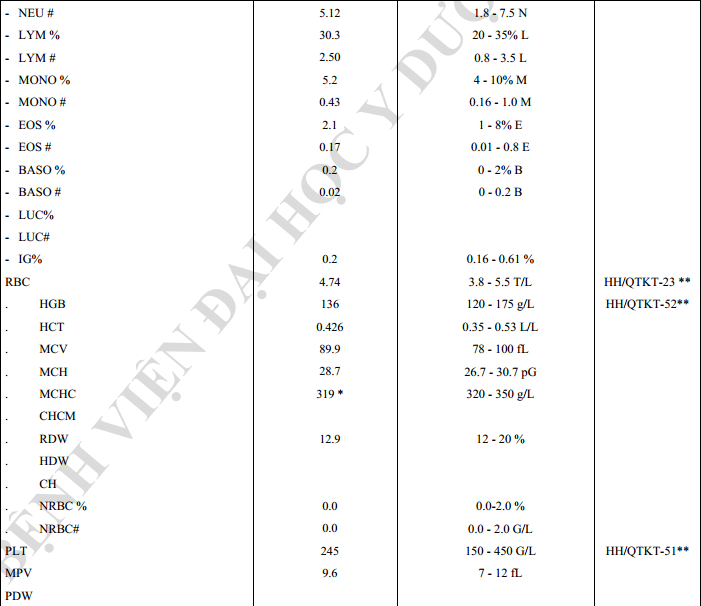 - NEU # 5.12 1.8 - 7.5 N
- LYM % 30.3 20 - 35% L
- LYM # 2.50 0.8 - 3.5 L
- MONO % 5.2 4 - 10% M
- MONO # 0.43 0.16 - 1.0 M
- EOS % 2.1 1 - 8% E
- EOS # 0.17 0.01 - 0.8 E
- BASO % 0.2 0 - 2% B
- BASO # 0.02 0 - 0.2 B
- LUC%
- LUC#
- IG% 0.2 0.16 - 0.61 %
RBC 4.74 3.8 - 5.5 T/L HH/QTKT-23 **
. HGB 136 120 - 175 g/L HH/QTKT-52**
. HCT 0.426 0.35 - 0.53 L/L
. MCV 89.9 78 - 100 fL
. MCH 28.7 26.7 - 30.7 pG
. MCHC 319 * 320 - 350 g/L
. CHCM
. RDW 12.9 12 - 20 %
. HDW
. CH
. NRBC % 0.0 0.0-2.0 %
. NRBC# 0.0 0.0 - 2.0 G/L
PLT 245 150 - 450 G/L HH/QTKT-51**
MPV 9.6 7 - 12 fL
PDW
BỆNH VIỆN ĐẠI HỌC Y DƯỢ